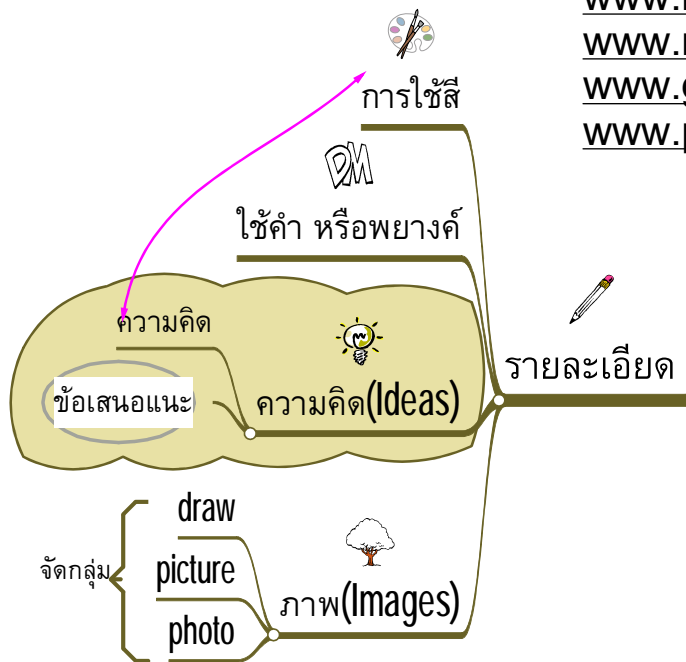 การใช้สี
DM
ใช้คำ หรือพยางค์
ความคิด
ข้อเสนอแนะ
ความคิด(Ideas)
รายละเอียด
draw
picture
photo
จัดกลุ่ม
ภาพ(Images)